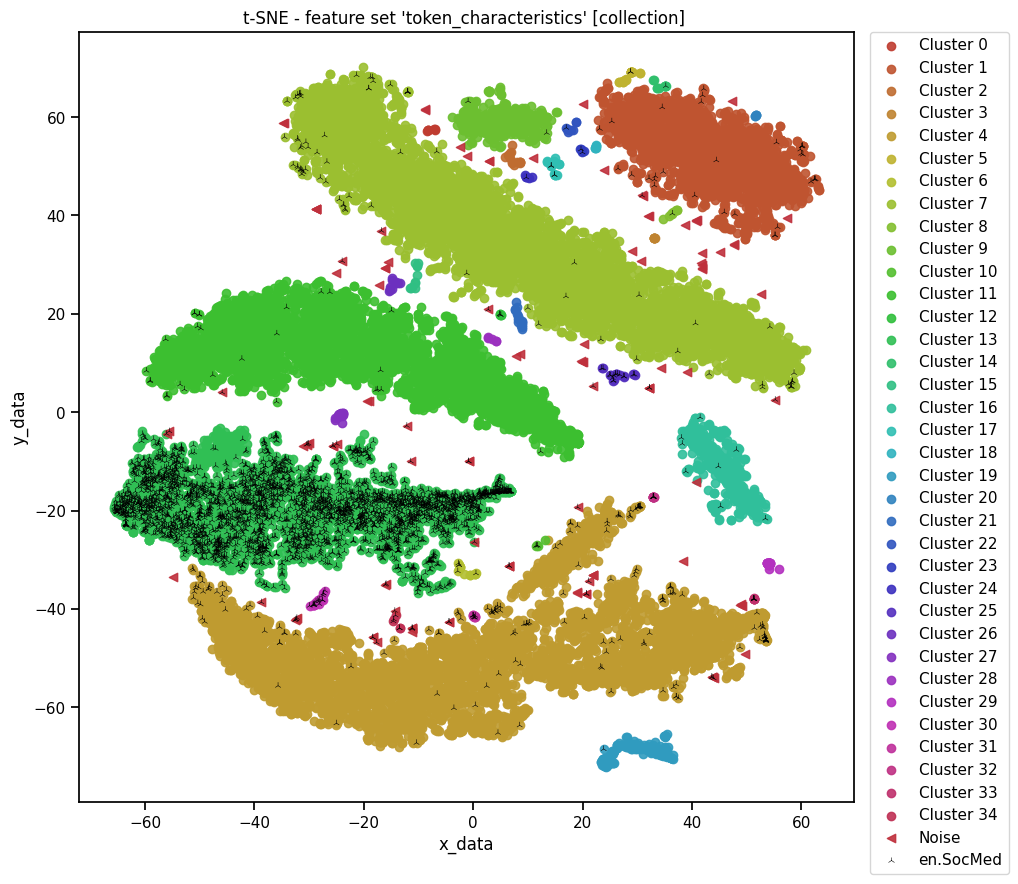 t-SNE - feature set 'token_characteristics' [collection]
y_data
60
40
20
0
−20
−40
−60
−60
−40
−20
0
20
40
60
x_data
Cluster 0
Cluster 1
Cluster 2
Cluster 3
Cluster 4
Cluster 5
Cluster 6
Cluster 7
Cluster 8
Cluster 9
Cluster 10
Cluster 11
Cluster 12
Cluster 13
Cluster 14
Cluster 15
Cluster 16
Cluster 17
Cluster 18
Cluster 19
Cluster 20
Cluster 21
Cluster 22
Cluster 23
Cluster 24
Cluster 25
Cluster 26
Cluster 27
Cluster 28
Cluster 29
Cluster 30
Cluster 31
Cluster 32
Cluster 33
Cluster 34
Noise
en.SocMed